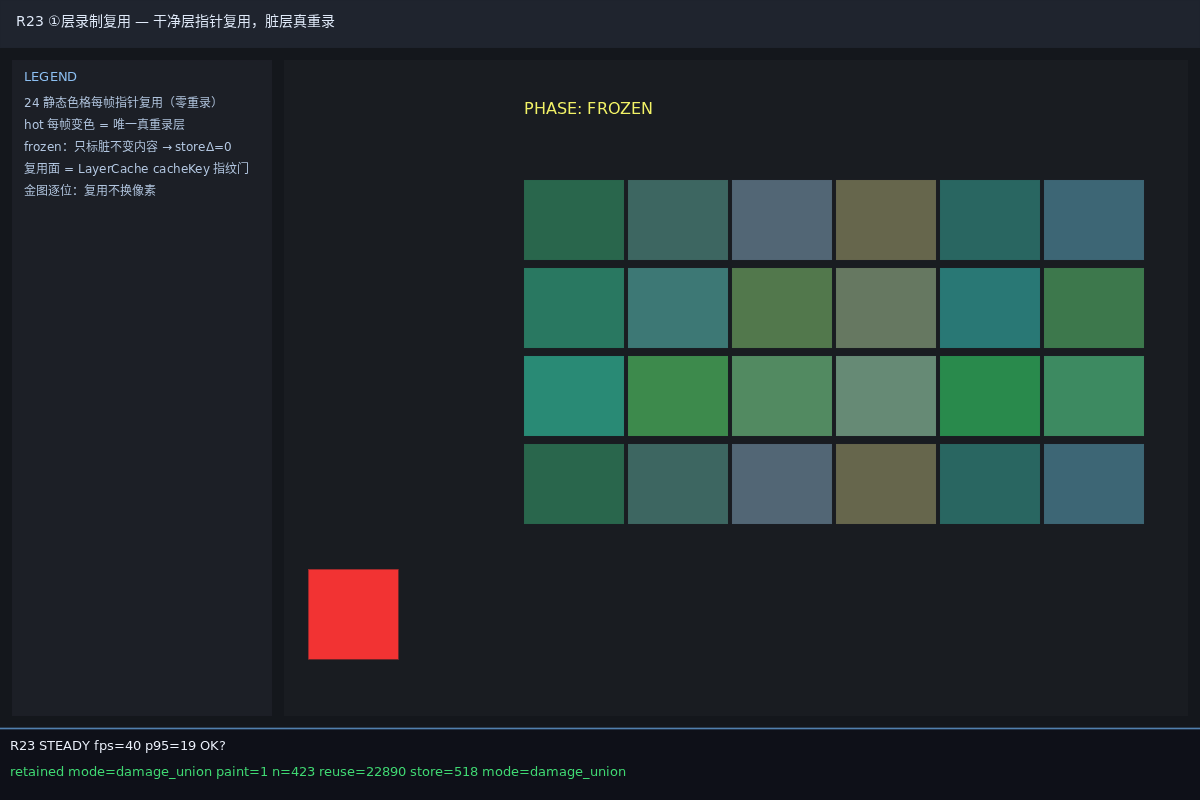 R23 ①层录制复用 — 干净层指针复用，脏层真重录
LEGEND
24 静态色格每帧指针复用（零重录）
hot 每帧变色 = 唯一真重录层
frozen：只标脏不变内容 → storeΔ=0
复用面 = LayerCache cacheKey 指纹门
金图逐位：复用不换像素
PHASE: FROZEN
R23 STEADY fps=40 p95=19 OK?
retained mode=damage_union paint=1 n=423 reuse=22890 store=518 mode=damage_union